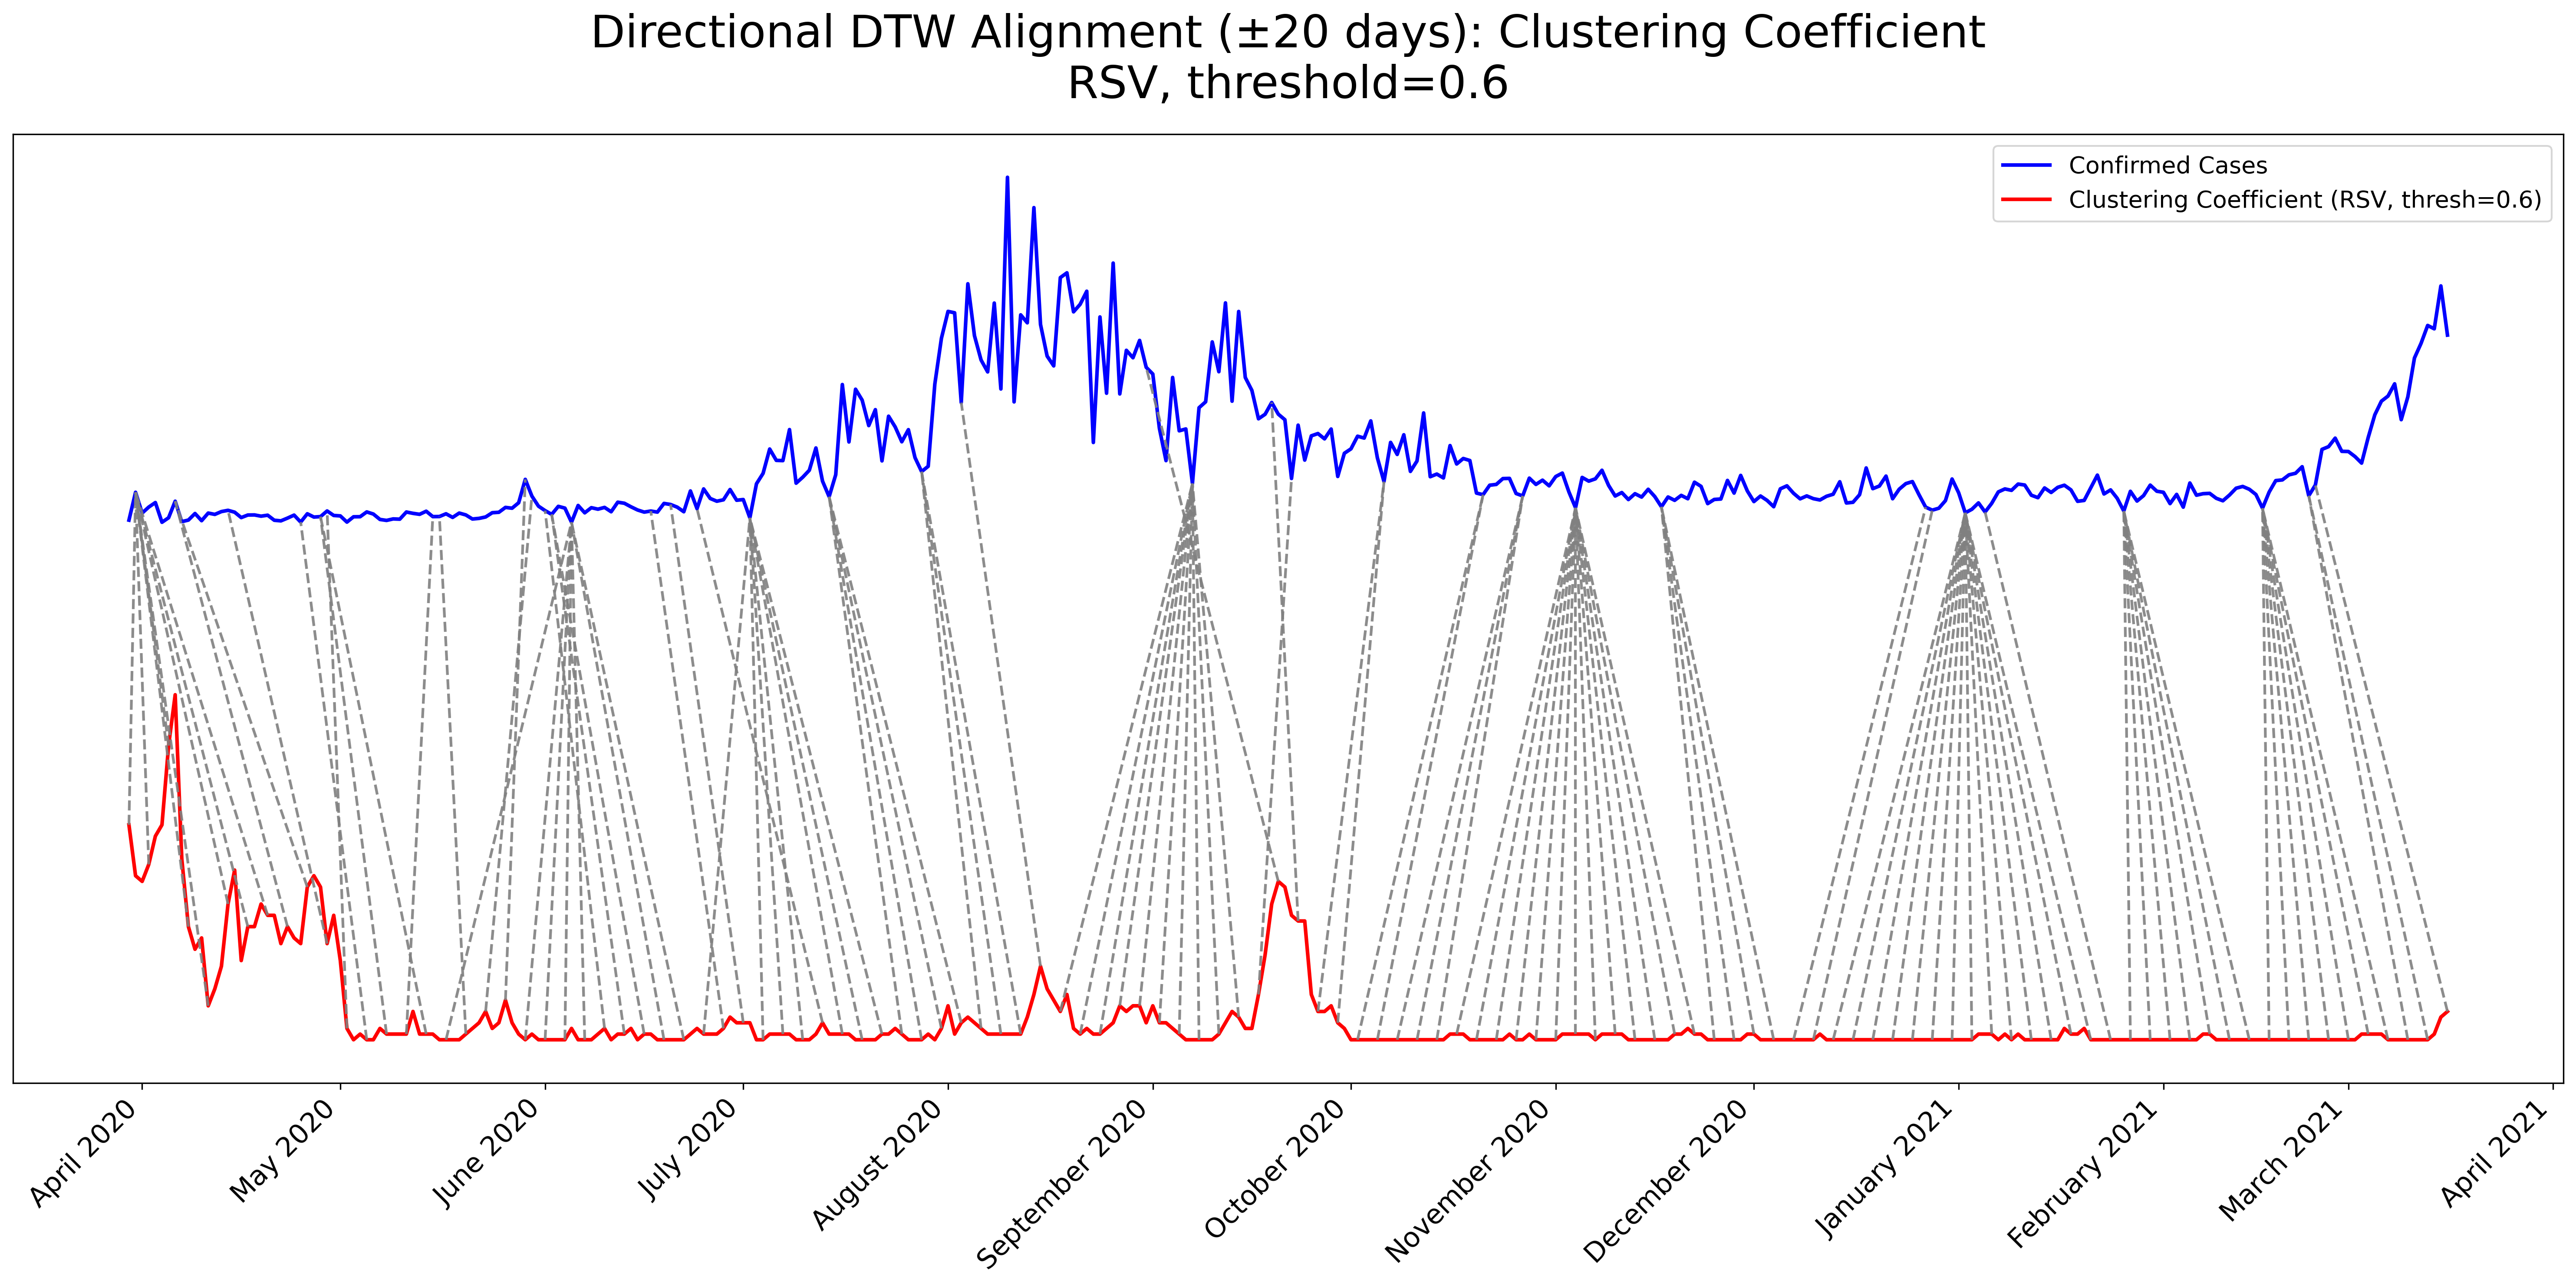 Directional DTW Alignment (±20 days): Clustering Coefficient
RSV, threshold=0.6
Confirmed Cases
Clustering Coefficient (RSV, thresh=0.6)
April 2020
May 2020
June 2020
July 2020
August 2020
September 2020
October 2020
November 2020
December 2020
January 2021
February 2021
March 2021
April 2021